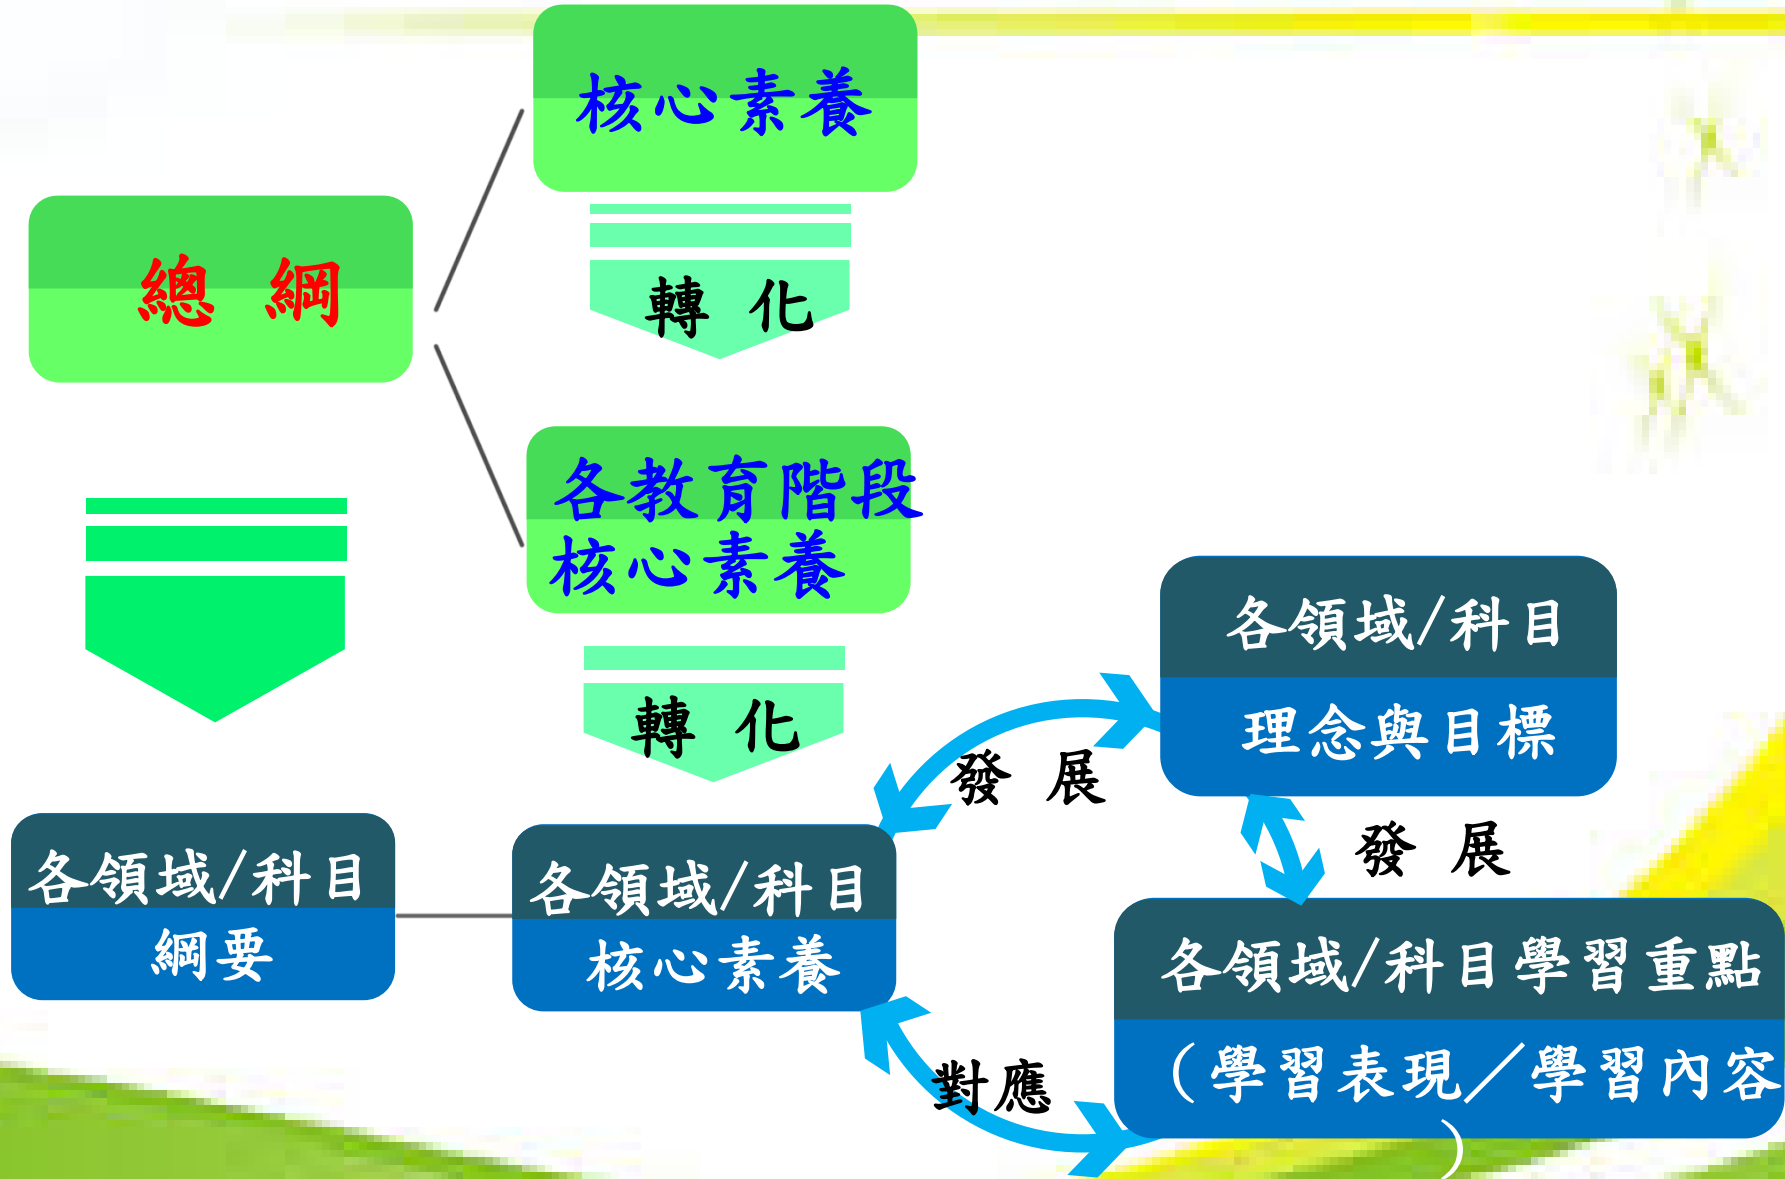 核心素養
總 綱
轉 化
各教育階段
核心素養
各領域/科目
理念與目標
轉 化
發 展
發 展
各領域/科目
綱要
各領域/科目
核心素養
各領域/科目學習重點
（學習表現／學習內容
）
對應